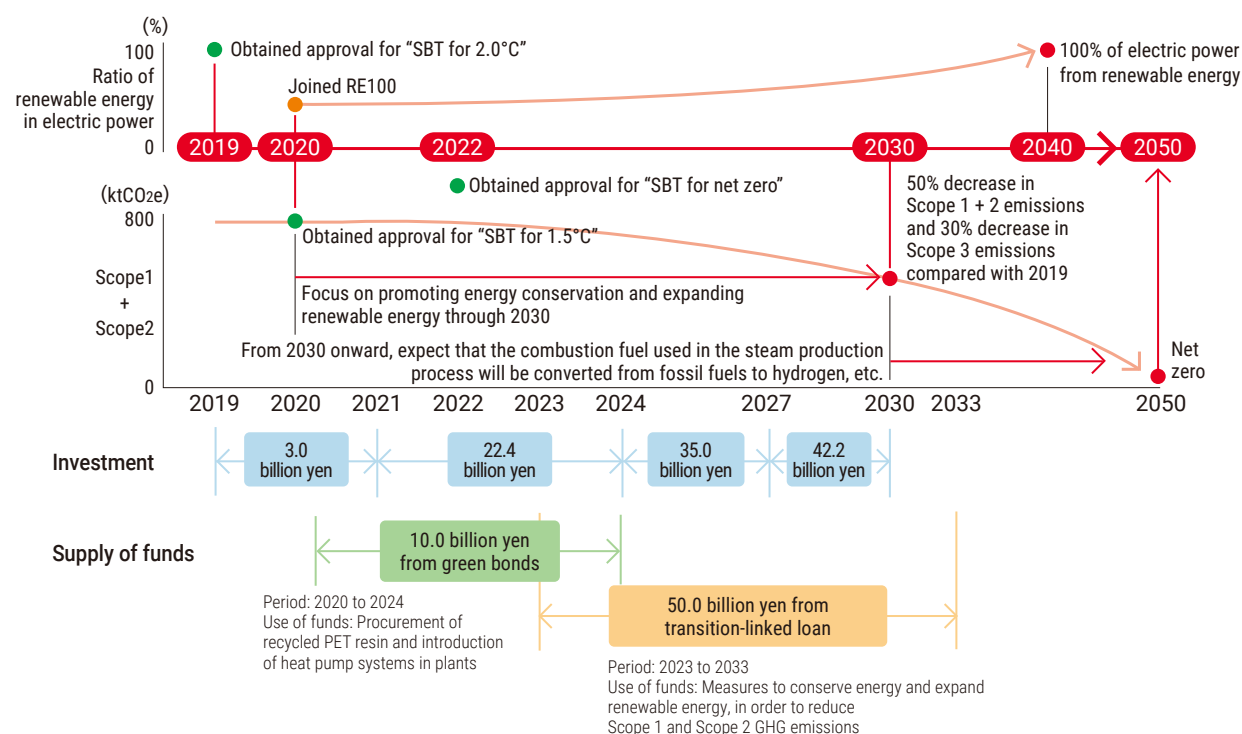 (%)
100
Ratio of
renewable energy
in electric power
0
Obtained approval for “SBT for 2.0°C”
Joined RE100
100% of electric power
from renewable energy
2019
2020
2022
2030
2040
2050
(ktCO2e)
800
Scope1
+
Scope2
0
Obtained approval for “SBT for net zero”
Obtained approval for “SBT for 1.5°C”
50% decrease in
Scope 1 + 2 emissions
and 30% decrease in
Scope 3 emissions
compared with 2019
Focus on promoting energy conservation and expanding
renewable energy through 2030
From 2030 onward, expect that the combustion fuel used in the steam production
process will be converted from fossil fuels to hydrogen, etc.
Net
zero
2019
2020
2021
2022
2023
2024
2027
2030
2033
2050
Investment
3.0
billion yen
22.4
billion yen
35.0
billion yen
42.2
billion yen
Supply of funds
10.0 billion yen
from green bonds
Period: 2020 to 2024
Use of funds: Procurement of
recycled PET resin and introduction
of heat pump systems in plants
50.0 billion yen from
transition-linked loan
Period: 2023 to 2033
Use of funds: Measures to conserve energy and expand
renewable energy, in order to reduce
Scope 1 and Scope 2 GHG emissions